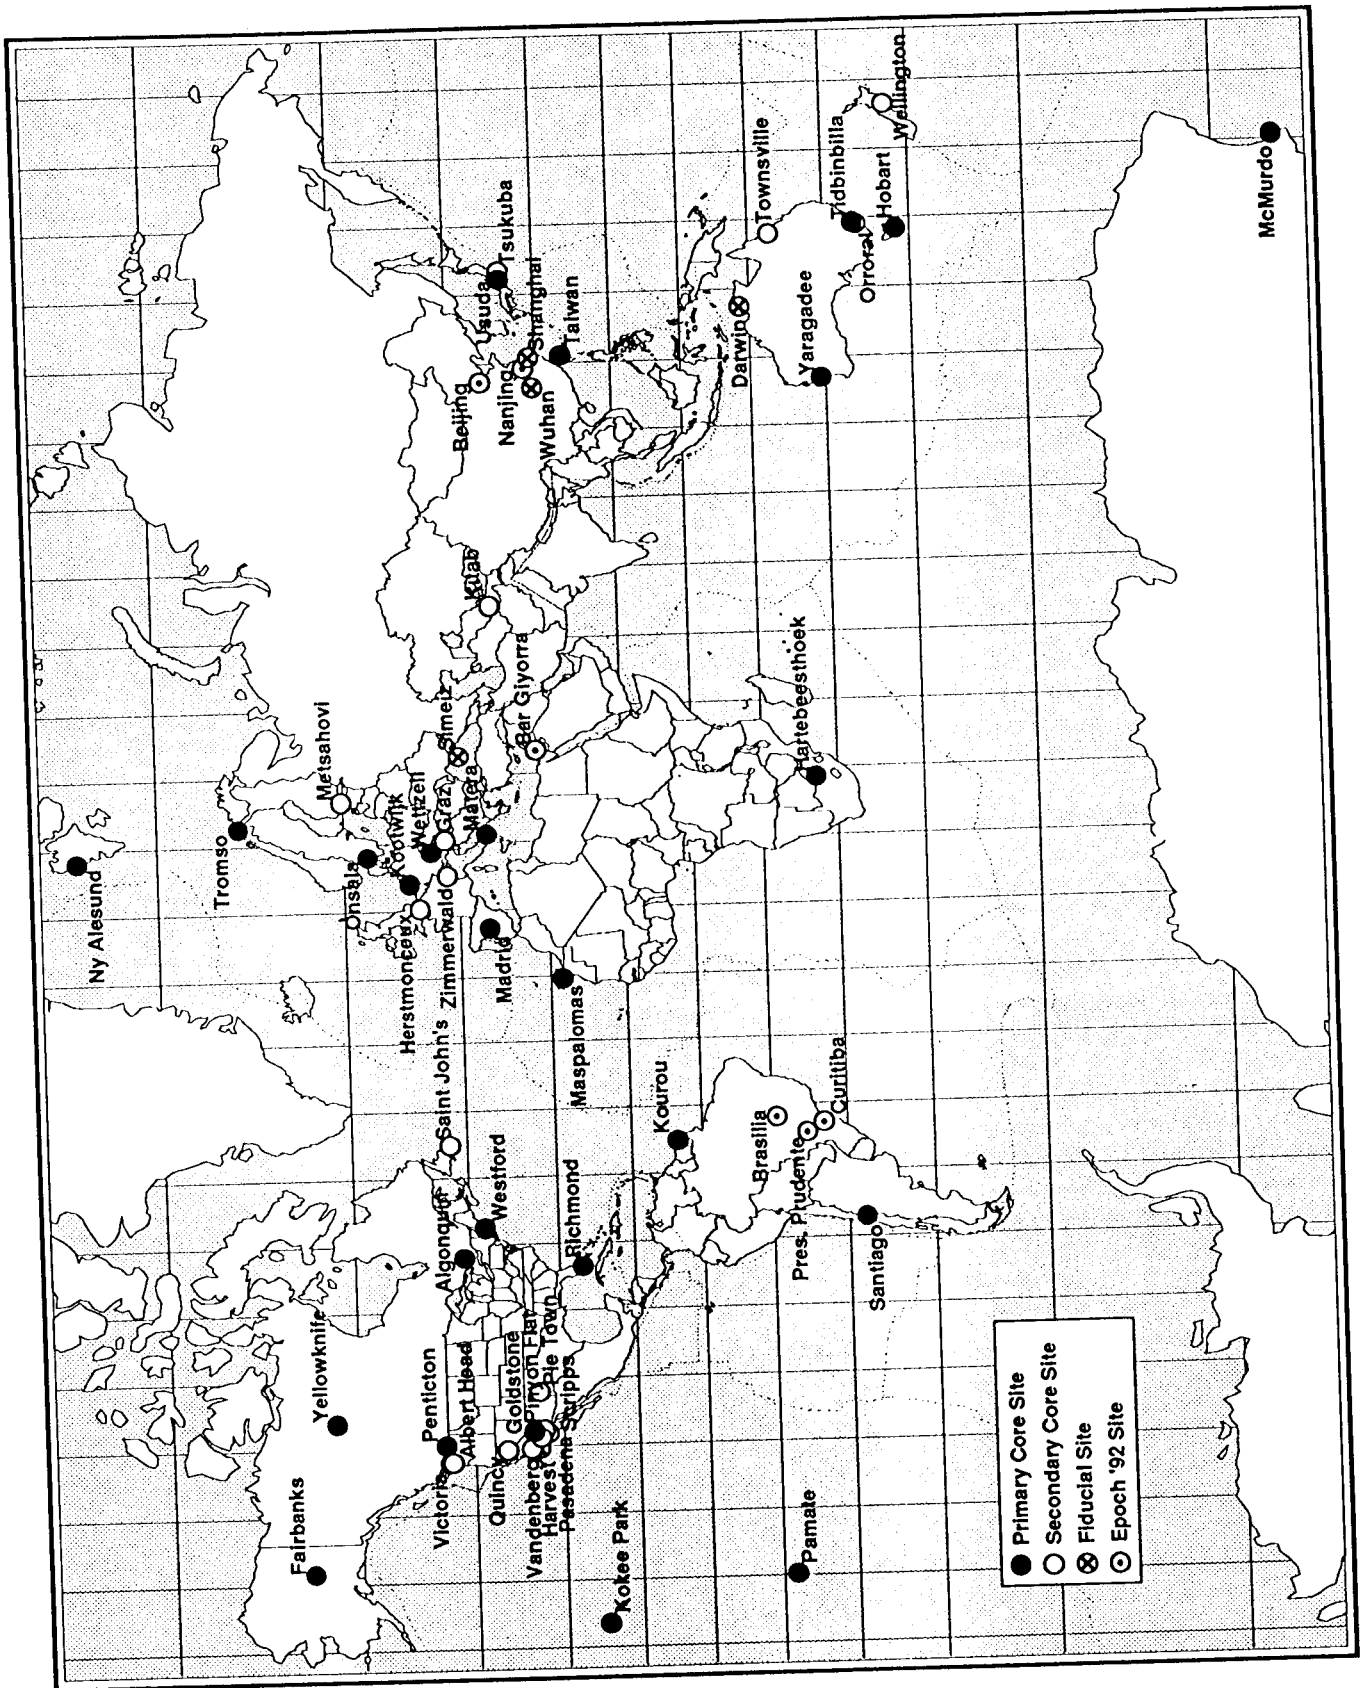 Ny Alesund
Tromso
Metsahovi
Onsala
Kootwijk
Wettzell
Graz
Matera
Simeiz
Bar Giyorra
Kitab
Herstmonceux
Zimmerwald
Madrid
Maspalomas
Hartebeesthoek
Beijing
Nanjing
Wuhan
Shanghai
Usuda
Tsukuba
Taiwan
Townsville
Darwin
Yaragadee
Tidbinbilla
Orroral
Hobart
Wellington
McMurdo
Fairbanks
Yellowknife
Penticton
Albert Head
Victoria
Quincy
Goldstone
Pinyon Flat
Pie Town
Vandenberg
Harvest
Pasadena
Scripps
Algonquin
Saint John's
Westford
Richmond
Kokee Park
Pamate
Kourou
Brasilia
Pres. Prudente
Curitiba
Santiago
Primary Core Site
Secondary Core Site
Fiducial Site
Epoch '92 Site